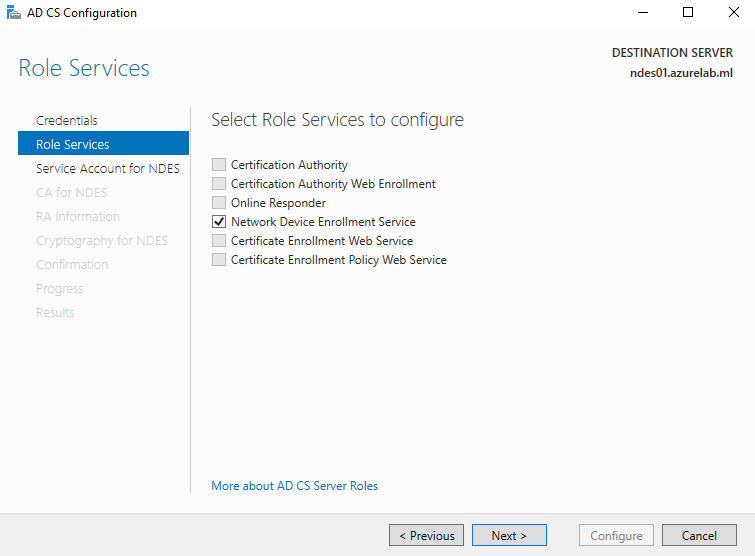 AD CS Configuration
Role Services
DESTINATION SERVER
ndes01.azurelab.ml
Credentials
Role Services
Service Account for NDES
CA for NDES
RA Information
Cryptography for NDES
Confirmation
Progress
Results
Select Role Services to configure
Certification Authority
Certification Authority Web Enrollment
Online Responder
Network Device Enrollment Service
Certificate Enrollment Web Service
Certificate Enrollment Policy Web Service
More about AD CS Server Roles
< Previous
Next >
Configure
Cancel